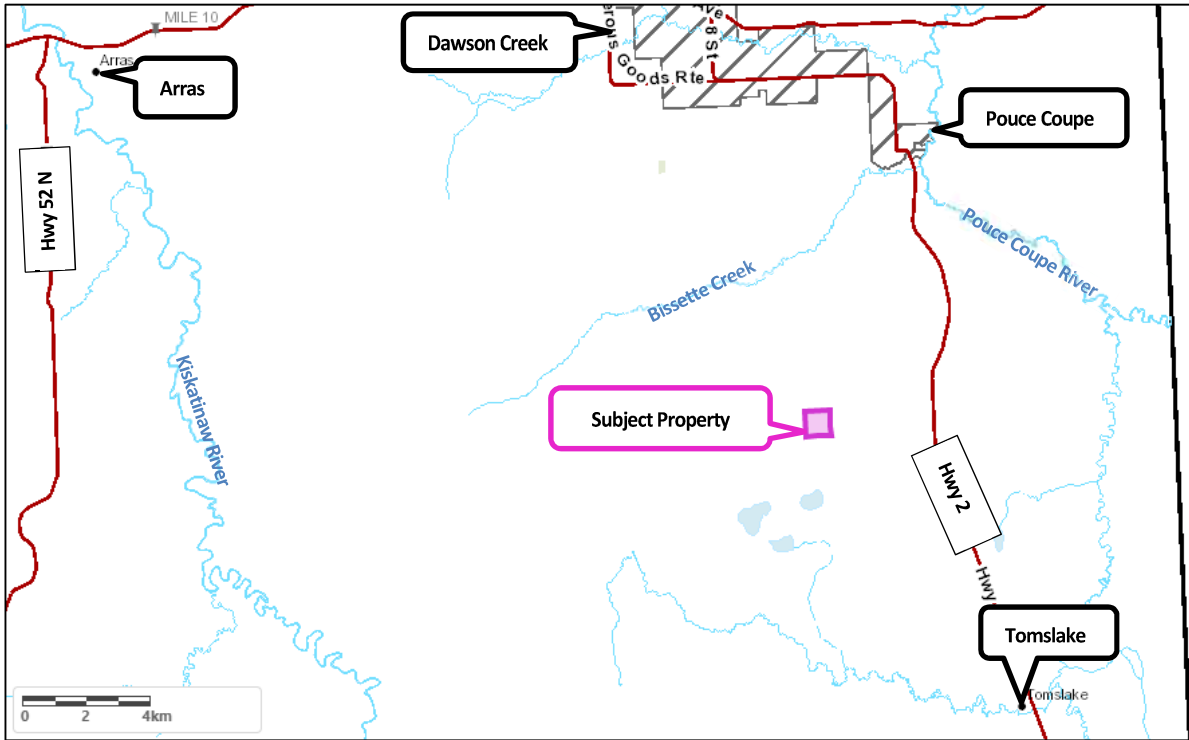 MILE 10
Arras
Arras
Hwy 52 N
Kiskatinaw River
Dawson Creek
Ave
8 St
Goods Rte
Pouce Coupe
Pouce Coupe River
Bissette Creek
Subject Property
Hwy 2
Hwy
Tomslake
Tomslake
0 2 4km